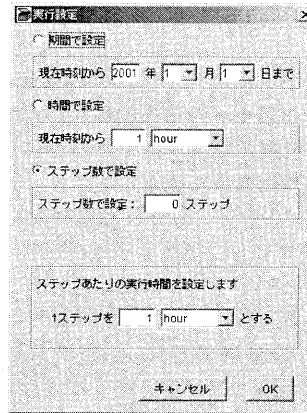 実行設定
期間で設定
現在時刻から 2001 年 1 月 1 日まで
時間で設定
現在時刻から 1 hour
ステップ数で設定
ステップ数で設定: 0 ステップ
ステップあたりの実行時間を設定します
1ステップを 1 hour とする
キャンセル OK